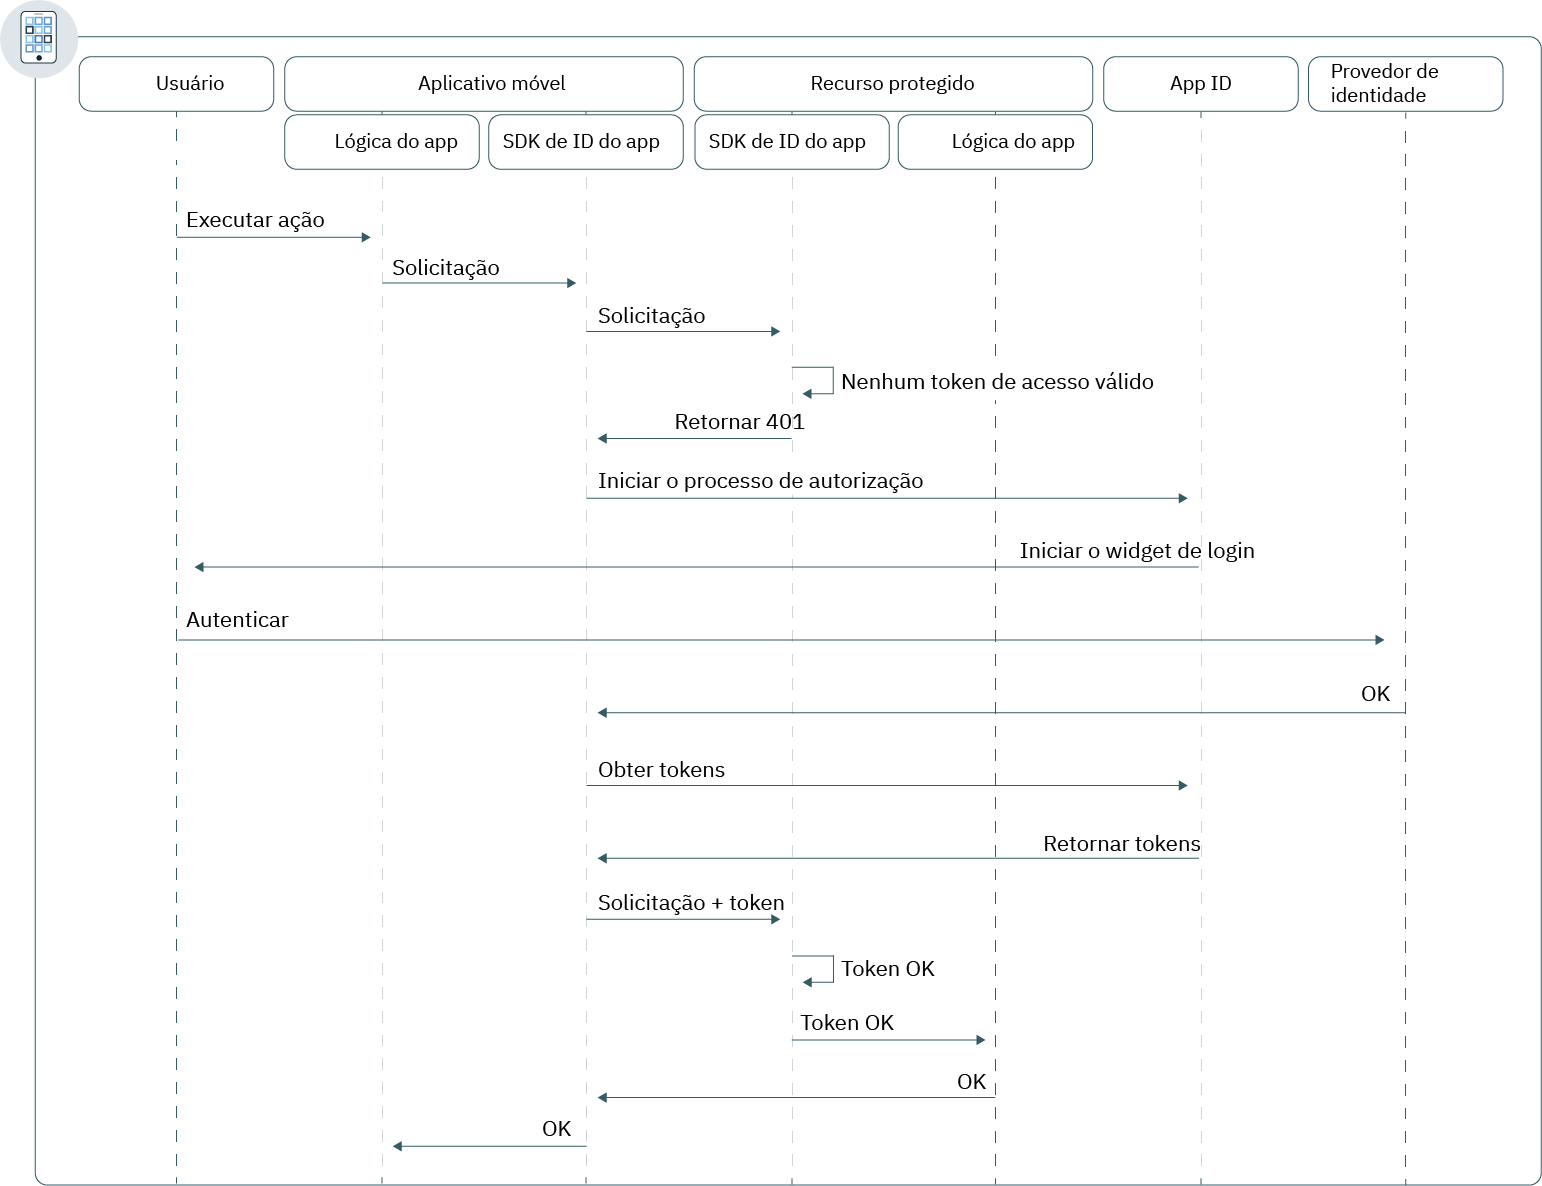 Usuário
Aplicativo móvel
Recurso protegido
App ID
Provedor de
identidade
Lógica do app
SDK de ID do app
SDK de ID do app
Lógica do app
Executar ação
Solicitação
Solicitação
Nenhum token de acesso válido
Retornar 401
Iniciar o processo de autorização
Iniciar o widget de login
Autenticar
OK
Obter tokens
Retornar tokens
Solicitação + token
Token OK
Token OK
OK
OK